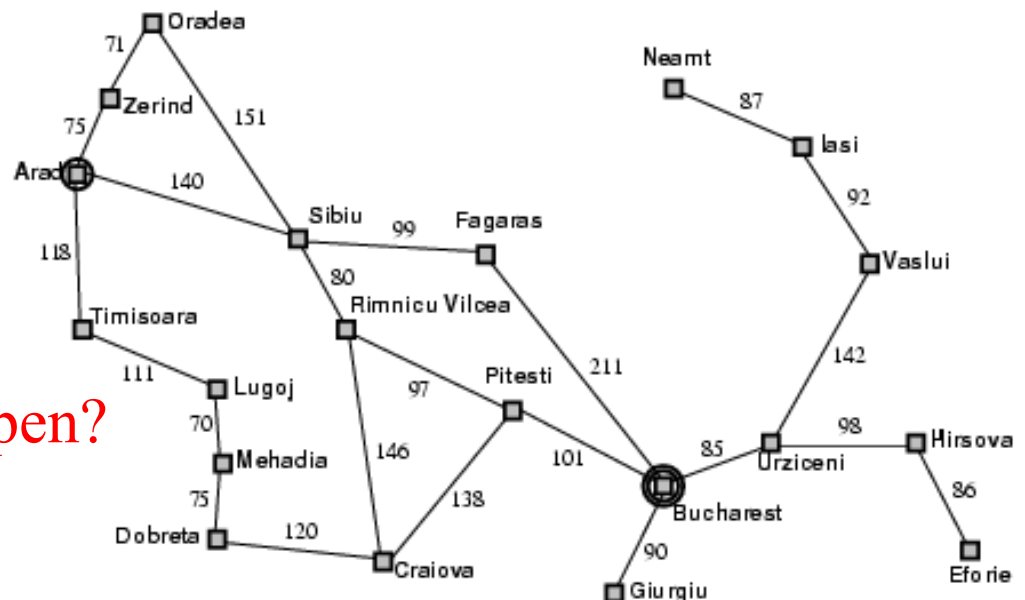 Oradea
71
Neamt
Zerind
87
151
75
Iasi
Arad
140
92
Sibiu
Fagaras
99
118
Vaslui
80
Rimnicu Vilcea
Timisoara
142
111
211
Lugoj
97
Pitesti
pen?
70
98
Hirsova
146
85
Mehadia
101
Urziceni
75
138
86
Bucharest
Dobreta
120
90
Craiova
Eforie
Giurgiu